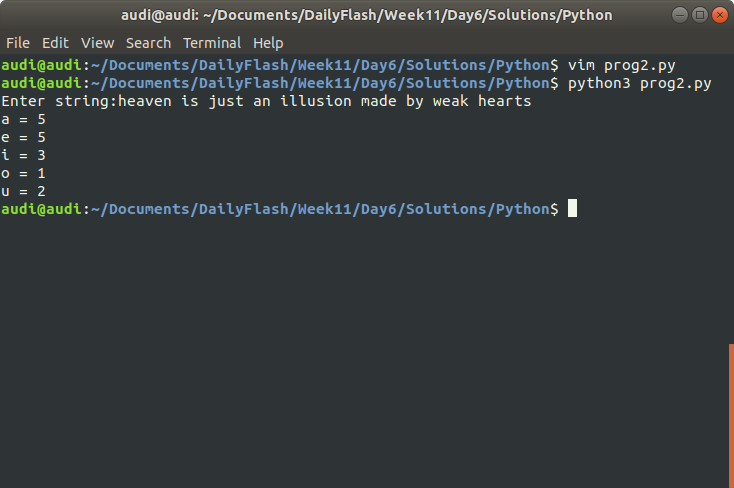 audi@audi: ~/Documents/DailyFlash/Week11/Day6/Solutions/Python
File Edit View Search Terminal Help
audi@audi:~/Documents/DailyFlash/Week11/Day6/Solutions/Python$ vim prog2.py
audi@audi:~/Documents/DailyFlash/Week11/Day6/Solutions/Python$ python3 prog2.py
Enter string:heaven is just an illusion made by weak hearts
a = 5
e = 5
i = 3
o = 1
u = 2
audi@audi:~/Documents/DailyFlash/Week11/Day6/Solutions/Python$